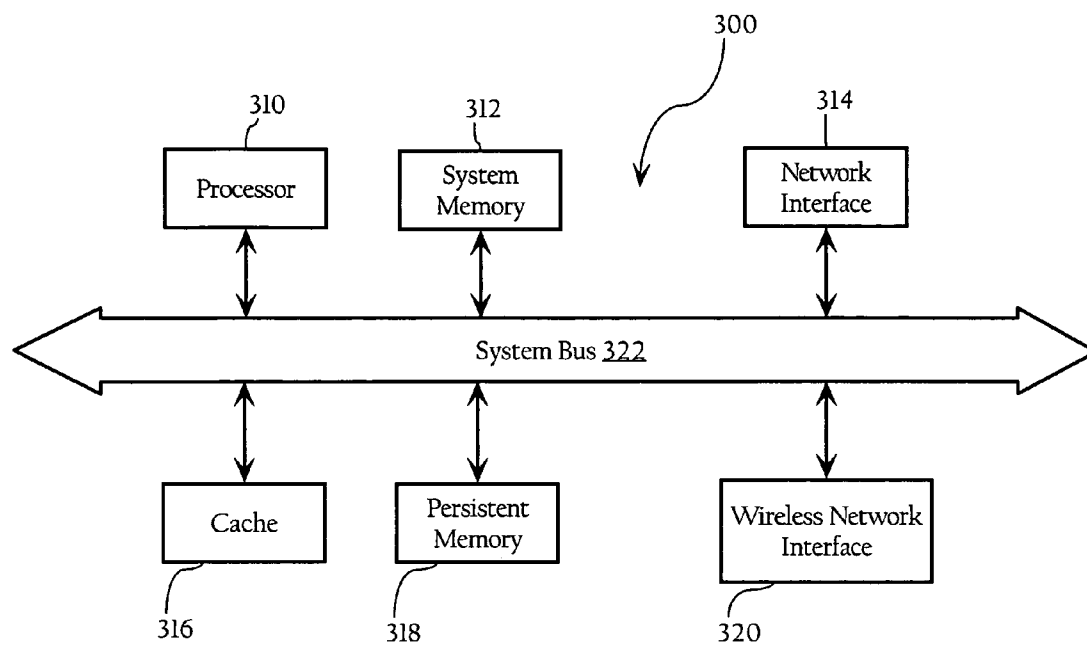 300
310
312
314
Processor
System
Memory
Network
Interface
System Bus 322
Cache
Persistent
Memory
Wireless Network
Interface
316
318
320